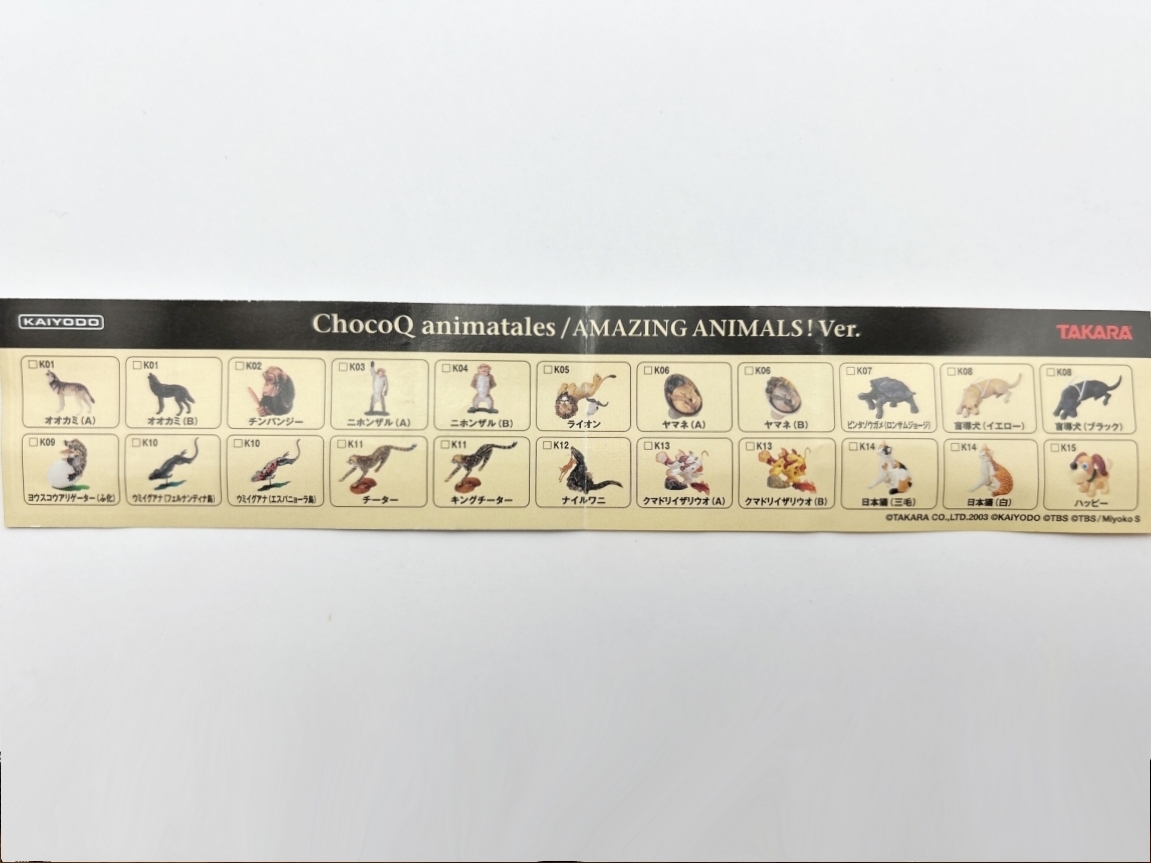 KAIYODO
ChocoQ animatales /AMAZING ANIMALS! Ver.
TAKARA
K01
オオカミ(A)
K01
オオカミ(B)
K02
チンパンジー
K03
ニホンザル(A)
K04
ニホンザル(B)
K05
ライオン
K06
ヤマネ(A)
K06
ヤマネ(B)
K07
ピンタゾウガメ(ロンサムジョージ)
K08
盲導犬(イエロー)
K08
盲導犬(ブラック)
K09
ヨウスコウアリゲーター(ふ化)
K10
ウミイグアナ(フェルナンディナ島)
K10
ウミイグアナ(エスパニョーラ島)
K11
チーター
K11
キングチーター
K12
ナイルワニ
K13
クマドリイザリウオ(A)
K13
クマドリイザリウオ(B)
K14
日本猫(三毛)
K14
日本猫(白)
K15
ハッピー
©TAKARA CO.,LTD.2003 ©KAIYODO ©TBS ©TBS/Miyoko S